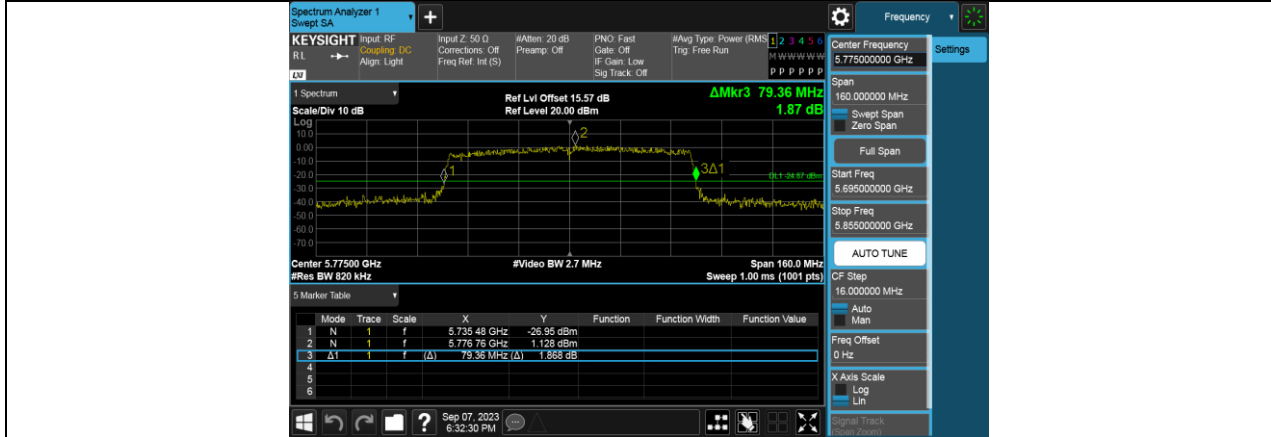 Spectrum Analyzer 1
Swept SA
+
Frequency
KEYSIGHT
RL
LXI
Input: RF
Coupling: DC
Align: Light
Input Z: 50 Ω
Corrections: Off
Freq Ref: Int (S)
#Atten: 20 dB
Preamp: Off
PNO: Fast
Gate: Off
IF Gain: Low
Sig Track: Off
#Avg Type: Power (RMS
Trig: Free Run
1 2 3 4 5 6
M W W W W W
P P P P P P
1 Spectrum
Scale/Div 10 dB
Ref Lvl Offset 15.57 dB
Ref Level 20.00 dBm
ΔMkr3 79.36 MHz
1.87 dB
Log
10.0
0.00
-10.0
-20.0
-30.0
-40.0
-50.0
-60.0
-70.0
1
2
3Δ1
DL1 -24.87 dBm
Center 5.77500 GHz
#Res BW 820 kHz
#Video BW 2.7 MHz
Span 160.0 MHz
Sweep 1.00 ms (1001 pts)
5 Marker Table
Mode Trace Scale X Y Function Function Width Function Value
1 N 1 f 5.735 48 GHz -26.95 dBm
2 N 1 f 5.776 76 GHz 1.128 dBm
3 Δ1 1 f (Δ) 79.36 MHz (Δ) 1.868 dB
4
5
6
Sep 07, 2023
6:32:30 PM
?
Center Frequency
5.775000000 GHz
Span
160.000000 MHz
Swept Span
Zero Span
Full Span
Start Freq
5.695000000 GHz
Stop Freq
5.855000000 GHz
AUTO TUNE
CF Step
16.000000 MHz
Auto
Man
Freq Offset
0 Hz
X Axis Scale
Log
Lin
Signal Track
(Span Zoom)
Settings